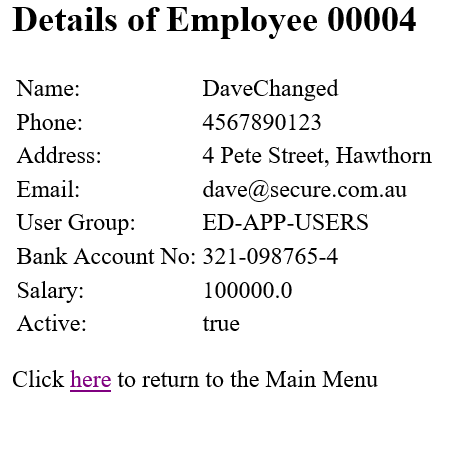 Details of Employee 00004
Name: DaveChanged
Phone: 4567890123
Address: 4 Pete Street, Hawthorn
Email: dave@secure.com.au
User Group: ED-APP-USERS
Bank Account No: 321-098765-4
Salary: 100000.0
Active: true
Click here to return to the Main Menu